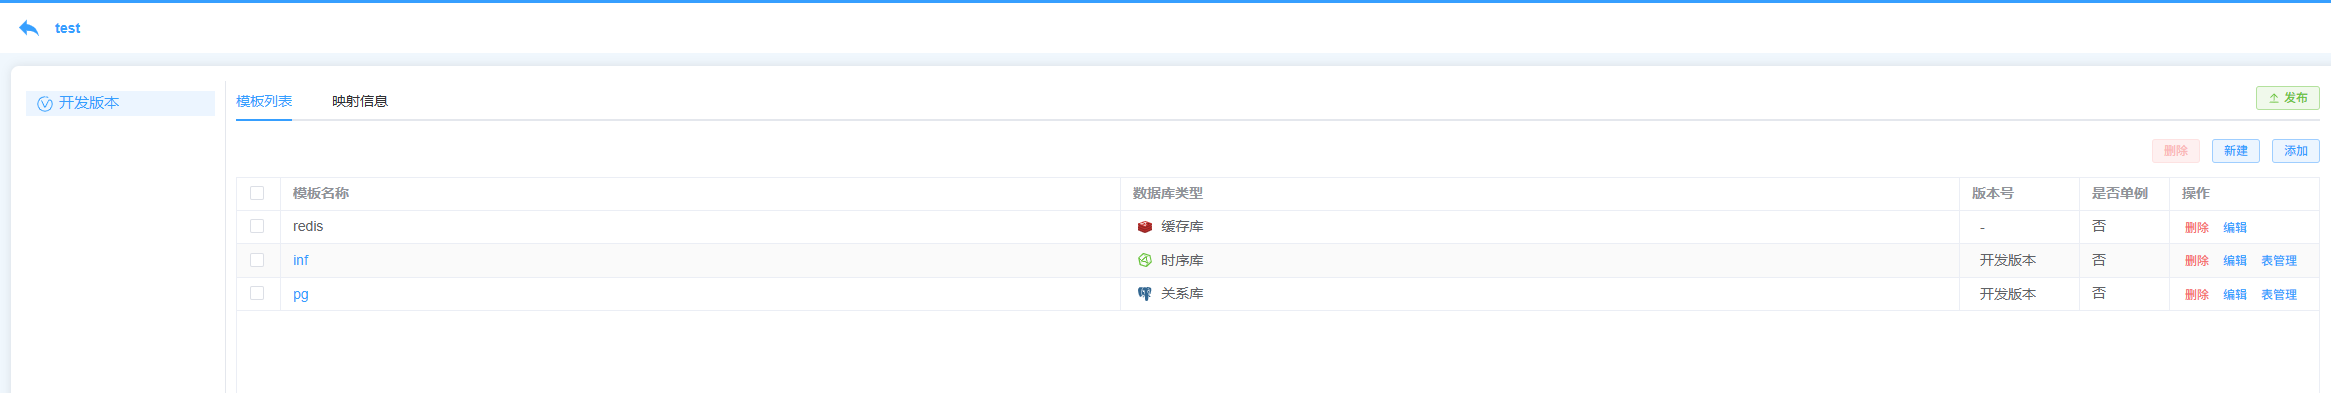 test
开发版本
模板列表 映射信息 发布
删除 新建 添加
模板名称 数据库类型 版本号 是否单例 操作
redis 缓存库 - 否 删除 编辑
inf 时序库 开发版本 否 删除 编辑 表管理
pg 关系库 开发版本 否 删除 编辑 表管理